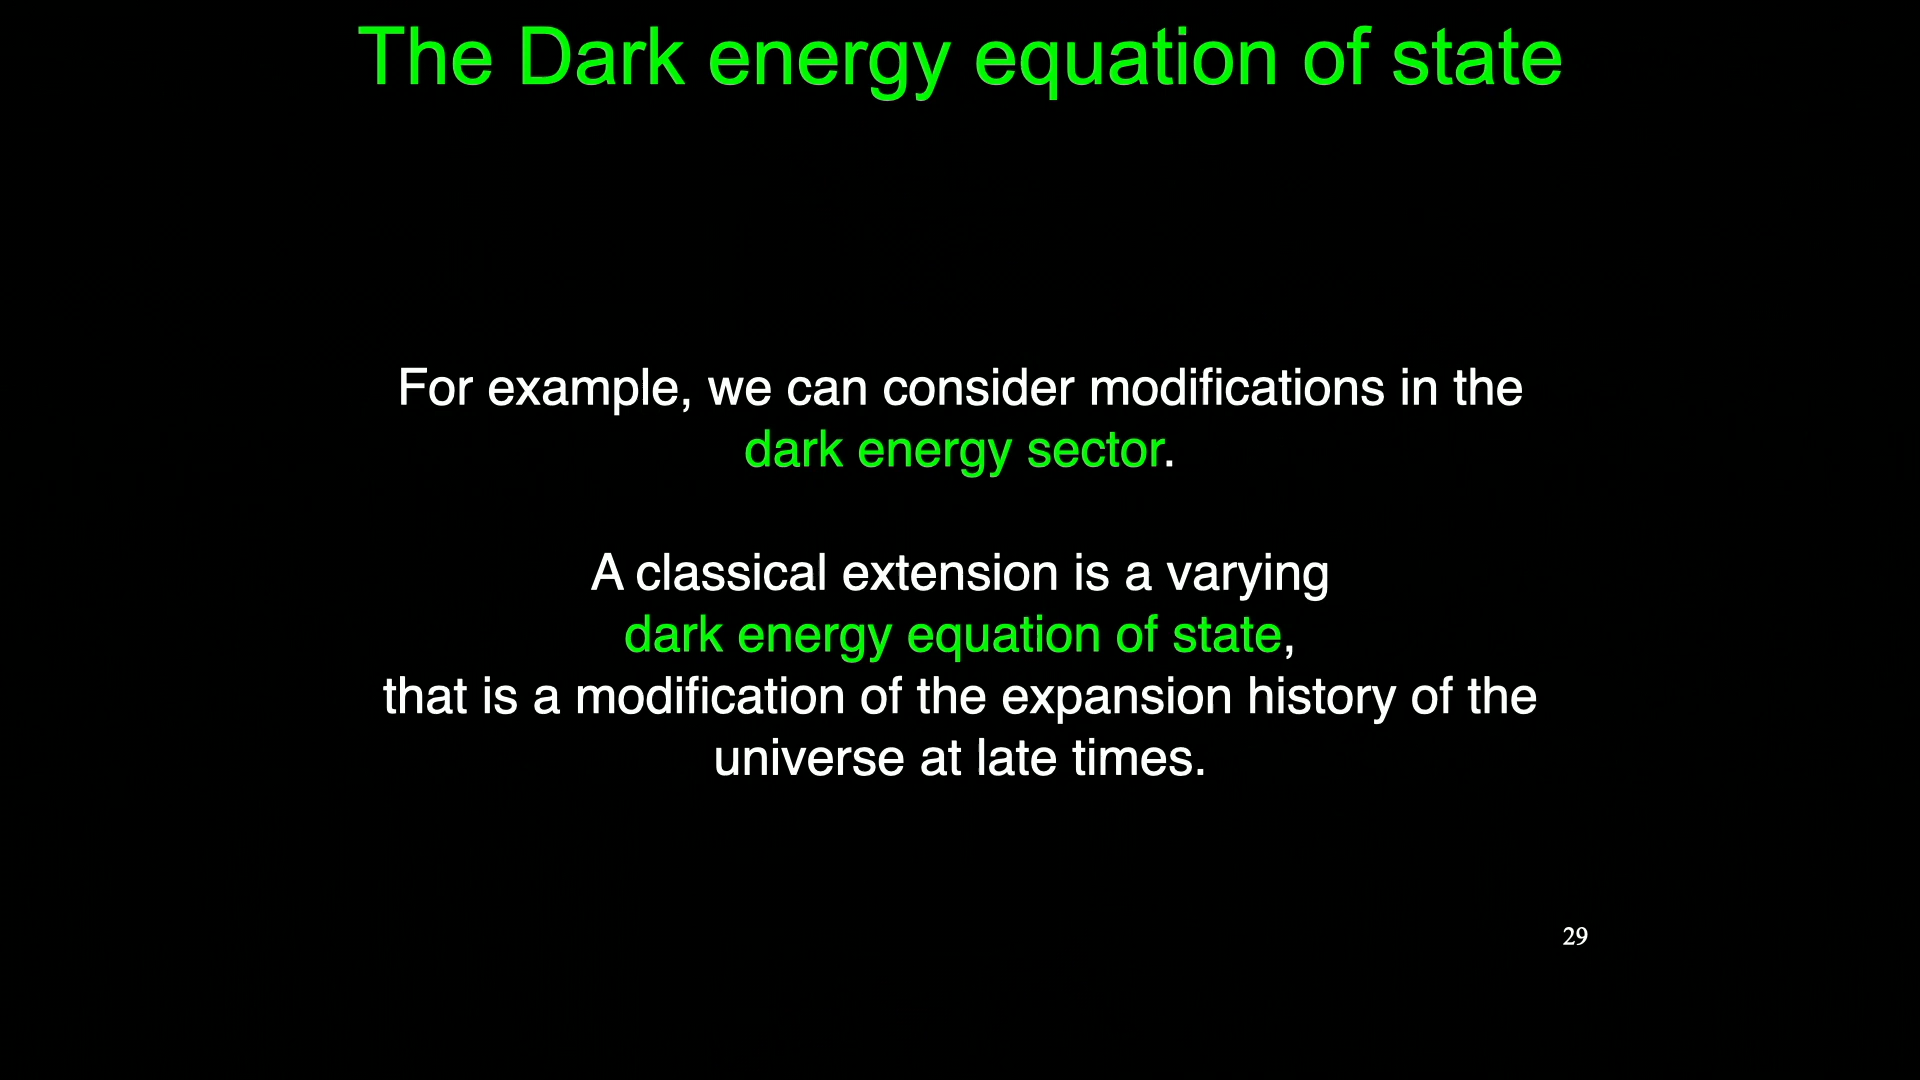 The Dark energy equation of state
For example, we can consider modifications in the
dark energy sector.
A classical extension is a varying
dark energy equation of state,
that is a modification of the expansion history of the
universe at late times.
29